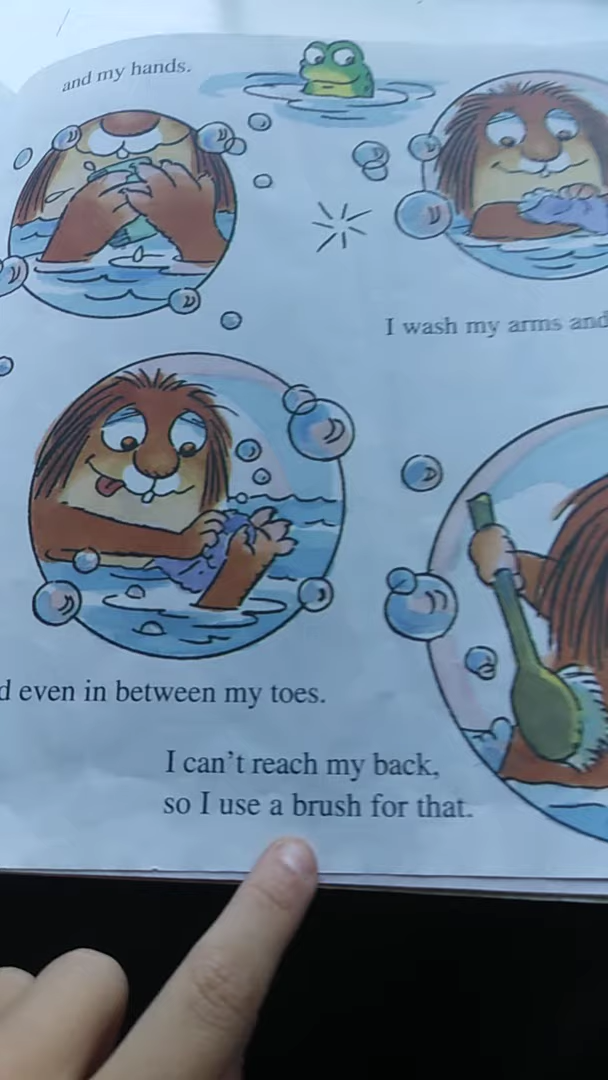 and my hands.
I wash my arms and
even in between my toes.
I can't reach my back,
so I use a brush for that.